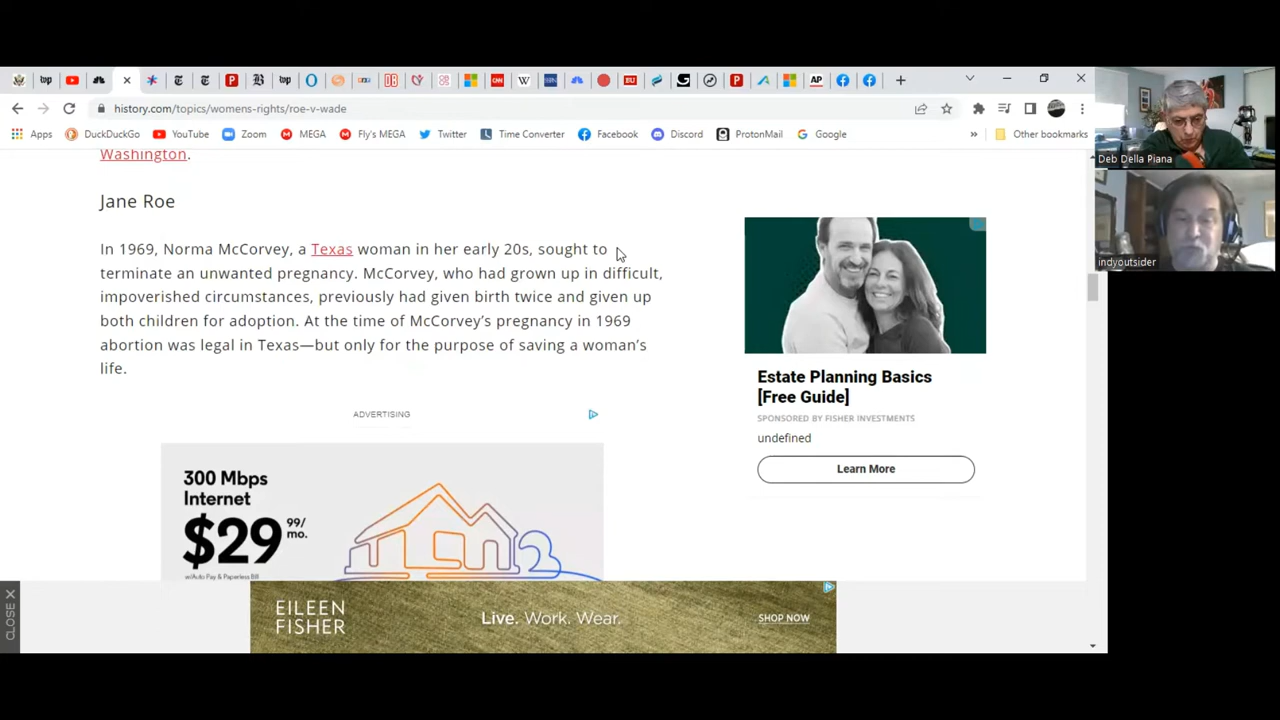 history.com/topics/womens-rights/roe-v-wade
Apps DuckDuckGo YouTube Zoom MEGA Fly's MEGA Twitter Time Converter Facebook Discord ProtonMail Google » Other bookmarks
Deb Della Piana
indyoutsider
Washington.
Jane Roe
In 1969, Norma McCorvey, a Texas woman in her early 20s, sought to
terminate an unwanted pregnancy. McCorvey, who had grown up in difficult,
impoverished circumstances, previously had given birth twice and given up
both children for adoption. At the time of McCorvey's pregnancy in 1969
abortion was legal in Texas—but only for the purpose of saving a woman's
life.
ADVERTISING
300 Mbps
Internet
$29 99/
mo.
w/Auto Pay & Paperless Bill
Estate Planning Basics
[Free Guide]
SPONSORED BY FISHER INVESTMENTS
undefined
Learn More
CLOSE X
EILEEN
FISHER
Live. Work. Wear.
SHOP NOW